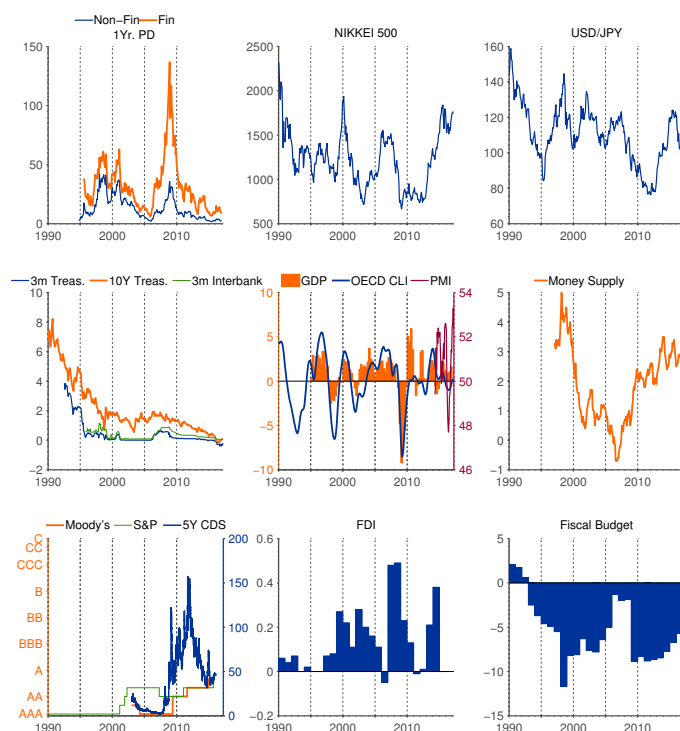 Non-Fin Fin
1Yr. PD
150
100
50
0
1990 2000 2010
NIKKEI 500
2500
2000
1500
1000
500
1990 2000 2010
USD/JPY
160
140
120
100
80
60
1990 2000 2010
3m Treas. 10Y Treas. 3m Interbank
10
8
6
4
2
0
−2
1990 2000 2010
GDP OECD CLI PMI
10
5
0
−5
−10
54
52
50
48
46
1990 2000 2010
Money Supply
5
4
3
2
1
0
−1
1990 2000 2010
Moody's S&P 5Y CDS
C
CC
CCC
B
BB
BBB
A
AA
AAA
200
150
100
50
0
1990 2000 2010
FDI
0.6
0.4
0.2
0
−0.2
1990 2000 2010
Fiscal Budget
5
0
−5
−10
−15
1990 2000 2010